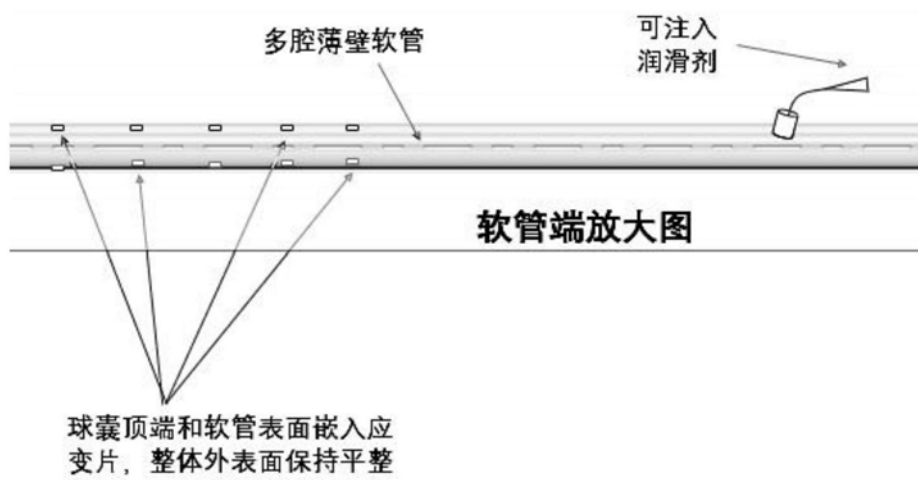 多腔薄壁软管
可注入
润滑剂
软管端放大图
球囊顶端和软管表面嵌入应
变片，整体外表面保持平整